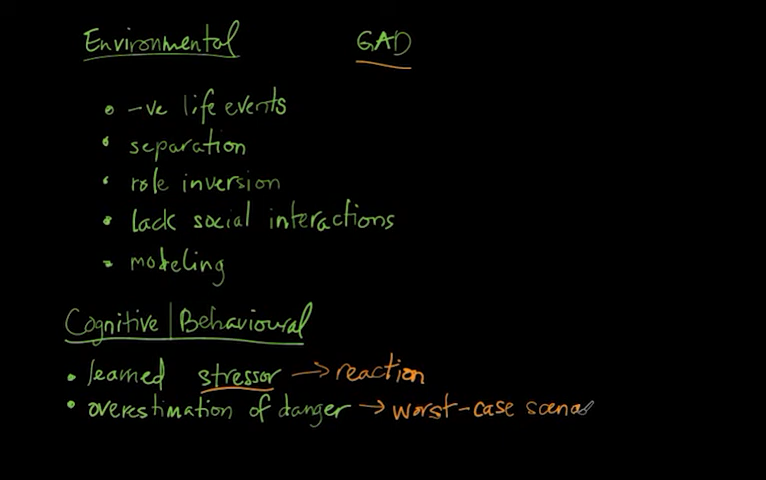 Environmental GAD
• -ve life events
• separation
• role inversion
• lack social interactions
• modeling
Cognitive | Behavioural
• learned stressor → reaction
• overestimation of danger → worst-case